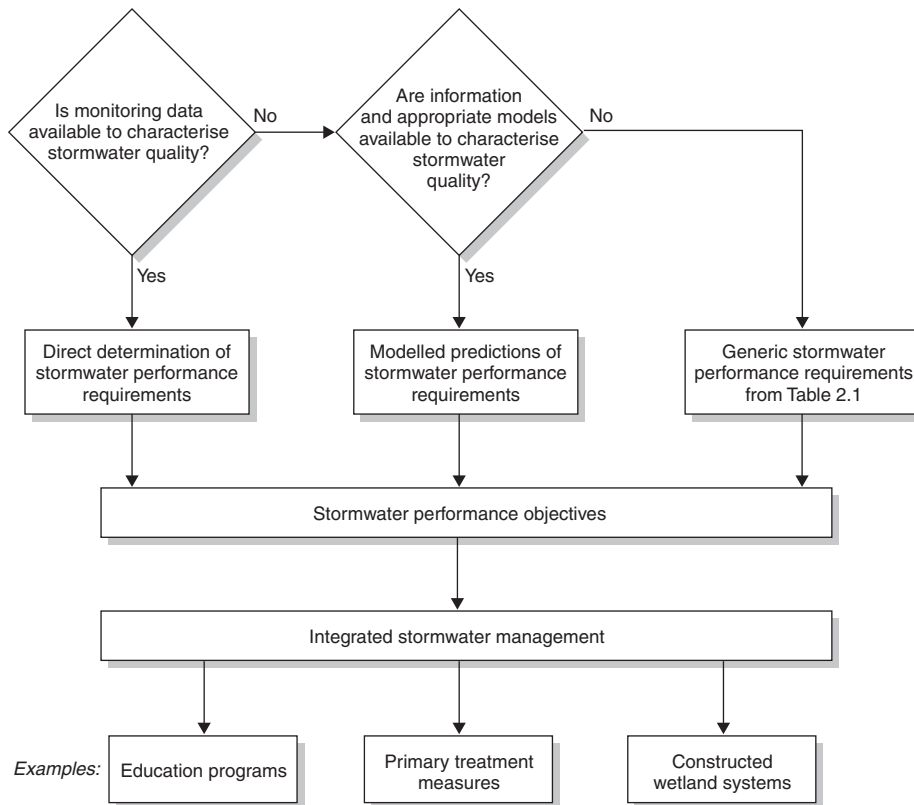 Is monitoring data
available to characterise
stormwater quality?
No
Are information
and appropriate models
available to characterise
stormwater
quality?
No
Yes
Yes
Direct determination of
stormwater performance
requirements
Modelled predictions of
stormwater performance
requirements
Generic stormwater
performance requirements
from Table 2.1
Stormwater performance objectives
Integrated stormwater management
Examples:
Education programs
Primary treatment
measures
Constructed
wetland systems